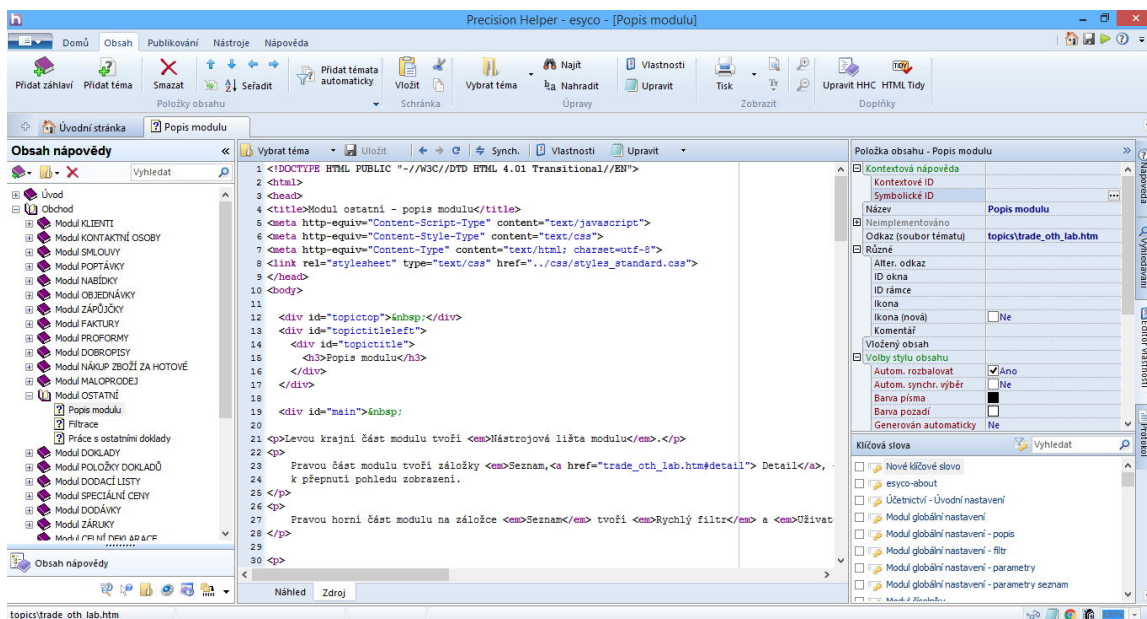 Precision Helper - esyco - [Popis modulu]
Domů Obsah Publikování Nástroje Nápověda
Přidat záhlaví Přidat téma Smazat Seřadit Přidat témata automaticky Vložit Vybrat téma Najít Nahradit Vlastnosti Upravit Tisk Upravit HHC HTML Tidy
Položky obsahu Schránka Úpravy Zobrazit Doplňky
Úvodní stránka Popis modulu
Obsah nápovědy «
Vyhledat
Úvod
Obchod
Modul KLIENTI
Modul KONTAKTNÍ OSOBY
Modul SMLOUVY
Modul POPTÁVKY
Modul NABÍDKY
Modul OBJEDNÁVKY
Modul ZÁPŮJČKY
Modul FAKTURY
Modul PROFORMY
Modul DOBROPISY
Modul NÁKUP ZBOŽÍ ZA HOTOVÉ
Modul MALOPRODEJ
Modul OSTATNÍ
Popis modulu
Filtrace
Práce s ostatními doklady
Modul DOKLADY
Modul POLOŽKY DOKLADŮ
Modul DODACÍ LISTY
Modul SPECIÁLNÍ CENY
Modul DODÁVKY
Modul ZÁRUKY
Modul CELNÍ DEKLARACE
Obsah nápovědy
Vybrat téma Uložit Synch. Vlastnosti Upravit
1 <!DOCTYPE HTML PUBLIC "-//W3C//DTD HTML 4.01 Transitional//EN">
2 <html>
3 <head>
4 <title>Modul ostatní - popis modulu</title>
5 <meta http-equiv="Content-Script-Type" content="text/javascript">
6 <meta http-equiv="Content-Style-Type" content="text/css">
7 <meta http-equiv="Content-Type" content="text/html; charset=utf-8">
8 <link rel="stylesheet" type="text/css" href="../css/styles_standard.css">
9 </head>
10 <body>
11
12 <div id="topictop">&nbsp;</div>
13 <div id="topictitleleft">
14 <div id="topictitle">
15 <h3>Popis modulu</h3>
16 </div>
17 </div>
18
19 <div id="main">&nbsp;
20
21 <p>Levou krajní část modulu tvoří <em>Nástrojová lišta modulu</em>.</p>
22 <p>
23 Pravou část modulu tvoří záložky <em>Seznam,<a href="trade_oth_lab.htm#detail"> Detail</a>,
24 k přepnutí pohledu zobrazení.
25 </p>
26 <p>
27 Pravou horní část modulu na záložce <em>Seznam</em> tvoří <em>Rychlý filtr</em> a <em>Uživat
28 </p>
29
30 <p>
Náhled Zdroj
Položka obsahu - Popis modulu »
Kontextová nápověda
Kontextové ID
Symbolické ID ...
Název Popis modulu
Neimplementováno
Odkaz (soubor tématu) topics\trade_oth_lab.htm
Různé
Alter. odkaz
ID okna
ID rámce
Ikona
Ikona (nová) Ne
Komentář
Vložený obsah
Volby stylu obsahu
Autom. rozbalovat Ano
Autom. synchr. výběr Ne
Barva písma
Barva pozadí
Generován automaticky Ne
Klíčová slova Vyhledat
Nové klíčové slovo
esyco-about
Účetnictví - Úvodní nastavení
Modul globální nastavení
Modul globální nastavení - popis
Modul globální nastavení - filtr
Modul globální nastavení - parametry
Modul globální nastavení - parametry seznam
Modul číselníky
Nápověda
Vyhledávání
Editor vlastností
Protokol
topics\trade_oth_lab.htm